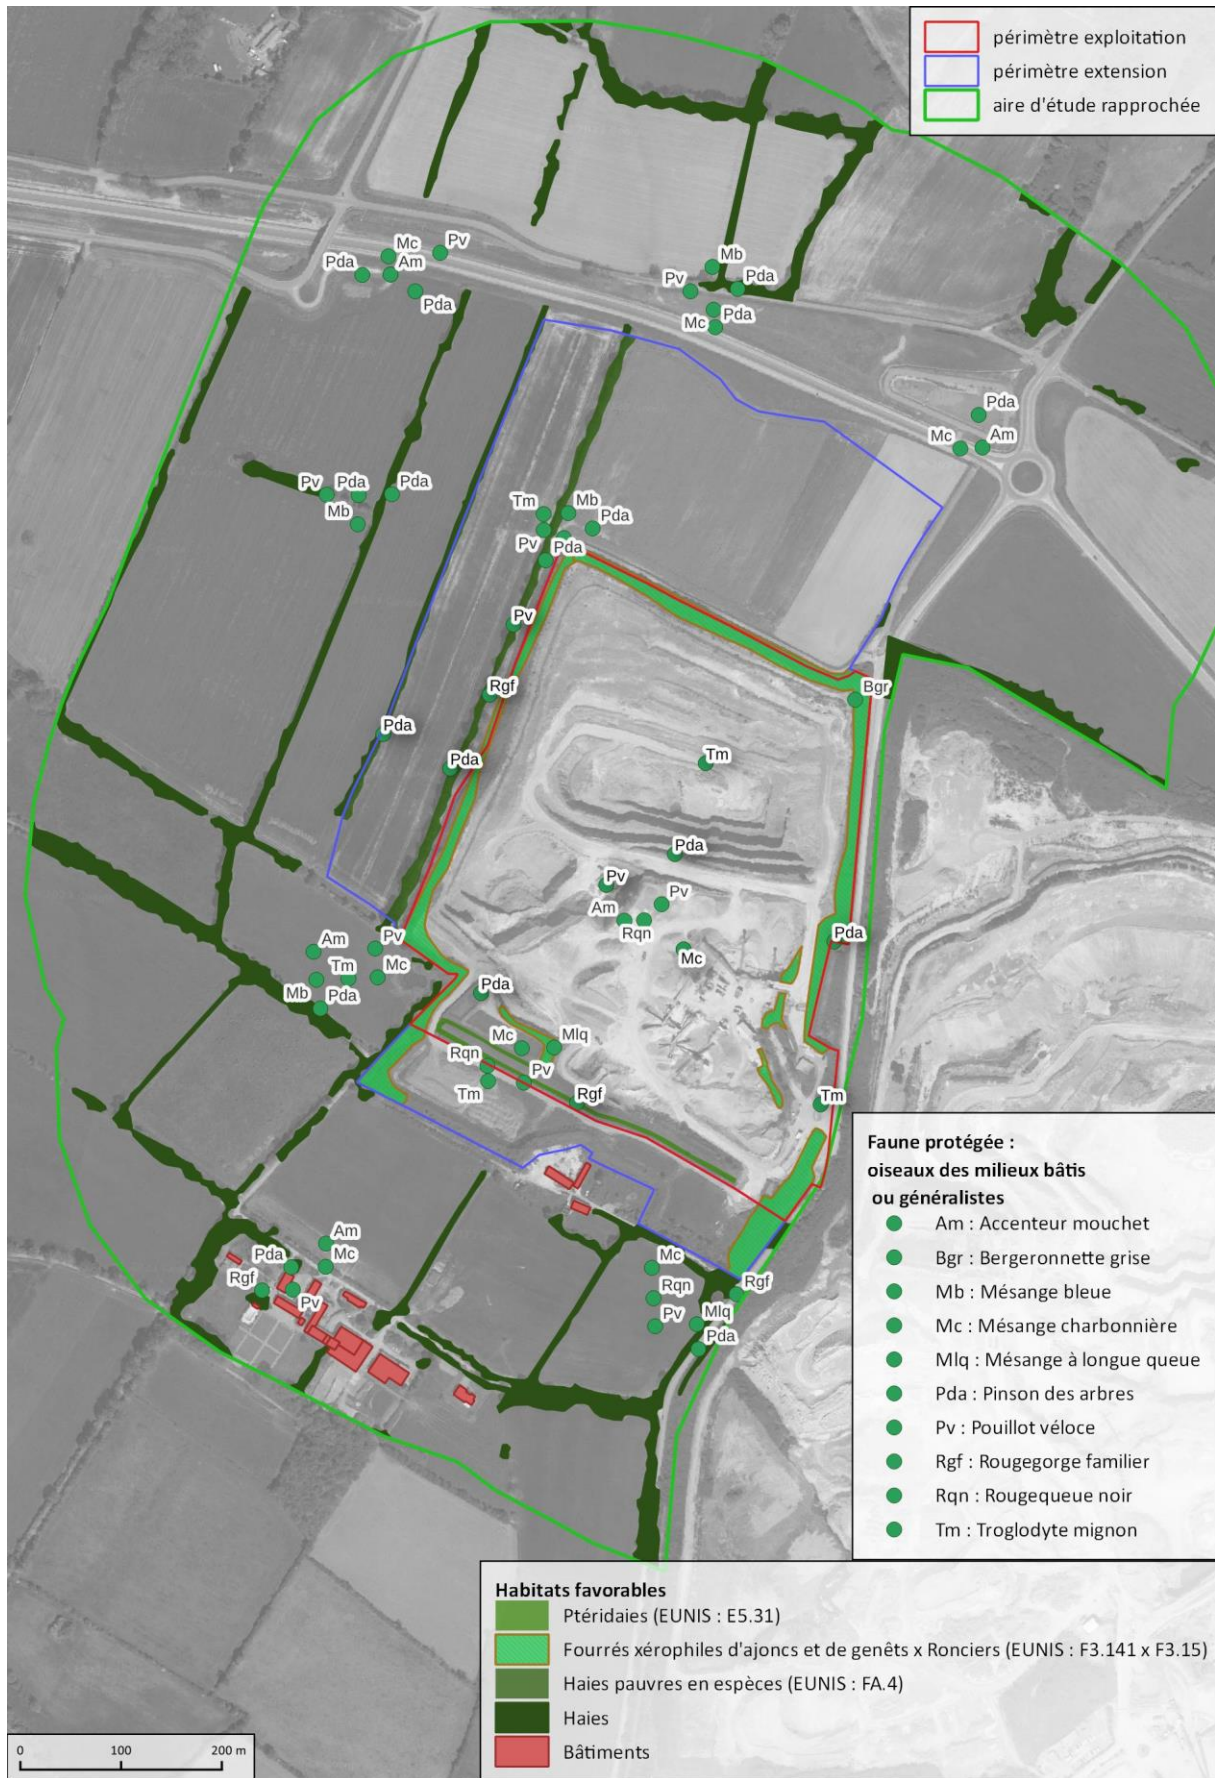 périmètre exploitation
périmètre extension
aire d'étude rapprochée
Mc
Pv
Pda
Am
Pda
Mb
Pv
Pda
Pda
Mc
Pda
Mc
Am
Pv
Pda
Pda
Mb
Tm
Mb
Pda
Pv
Pda
Pv
Rgf
Bgr
Pda
Pda
Tm
Pda
Pv
Pv
Am
Rqn
Pda
Mc
Am
Pv
Tm
Mc
Mb
Pda
Pda
Mc
Mlq
Rqn
Pv
Tm
Rgf
Tm
Am
Pda
Mc
Rgf
Pv
Mc
Rqn
Rgf
Pv
Mlq
Pda
Faune protégée :
oiseaux des milieux bâtis
ou généralistes
Am : Accenteur mouchet
Bgr : Bergeronnette grise
Mb : Mésange bleue
Mc : Mésange charbonnière
Mlq : Mésange à longue queue
Pda : Pinson des arbres
Pv : Pouillot véloce
Rgf : Rougegorge familier
Rqn : Rougequeue noir
Tm : Troglodyte mignon
Habitats favorables
Ptéridaies (EUNIS : E5.31)
Fourrés xérophiles d'ajoncs et de genêts x Ronciers (EUNIS : F3.141 x F3.15)
Haies pauvres en espèces (EUNIS : FA.4)
Haies
Bâtiments
0 100 200 m